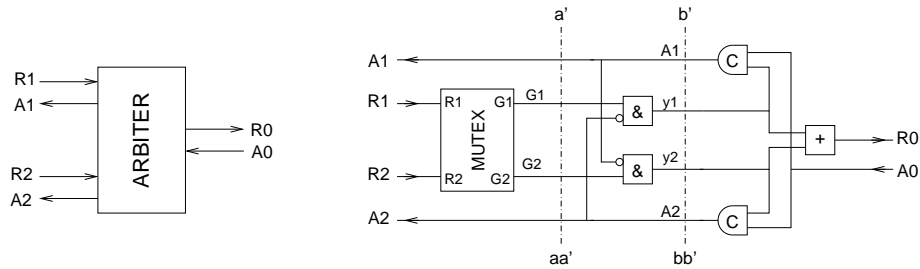 a’ b’
A1 A1 C
R1 R1 G1 G1 & y1
A1
ARBITER MUTEX
R0 + R0
A0
R2 R2 G2 G2 & y2 A0
A2 A2 A2 C
aa’ bb’